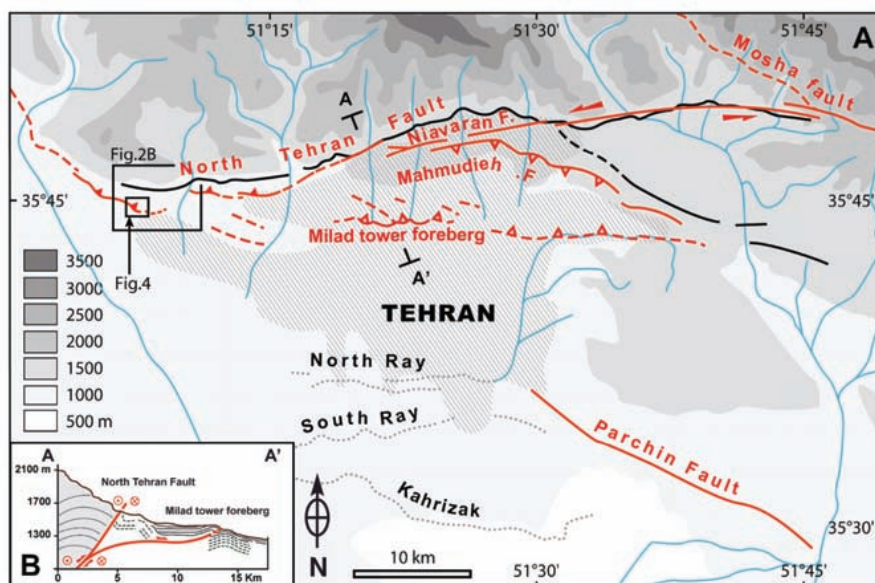 51°15'
51°30'
51°45'
A
Mosha fault
A
Niavaran F.
North Tehran Fault
Fig.2B
Mahmudieh .F
35°45'
35°45'
Milad tower foreberg
Fig.4
A'
3500
3000
2500
2000
1500
1000
500 m
TEHRAN
North Ray
South Ray
Parchin Fault
Kahrizak
A
A'
2100 m
North Tehran Fault
1700
Milad tower foreberg
1300
B
0
5
10
15 Km
N
10 km
35°30'
51°30'
51°45'